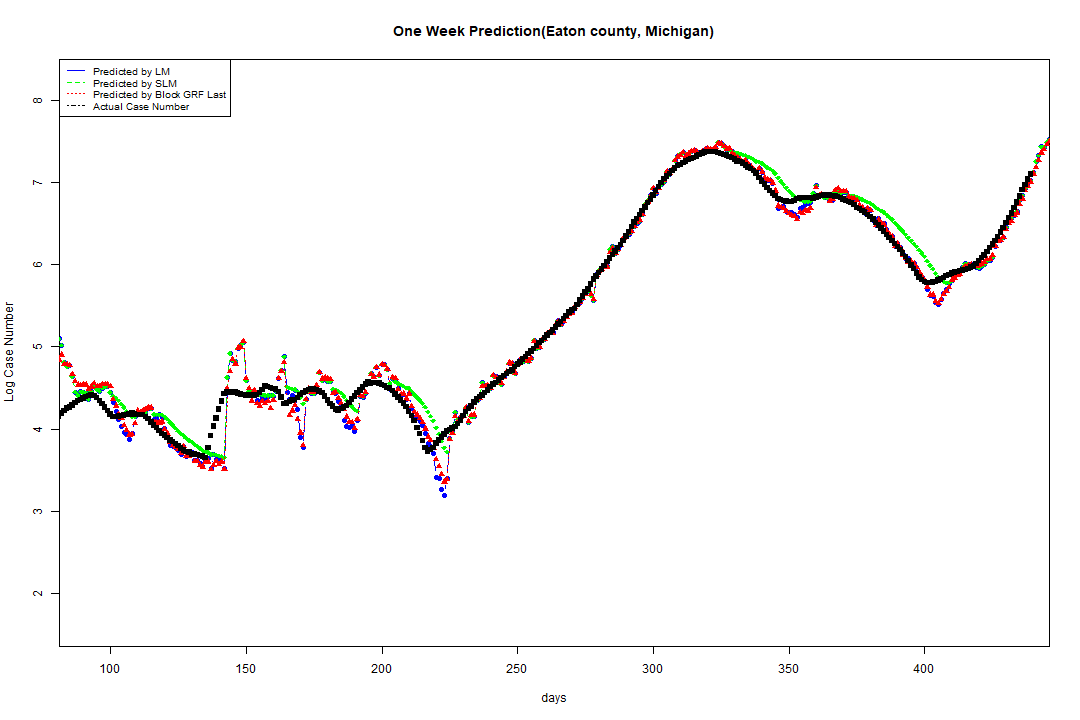 One Week Prediction(Eaton county, Michigan)
Predicted by LM
Predicted by SLM
Predicted by Block GRF Last
Actual Case Number
8
7
6
5
4
3
2
Log Case Number
100 150 200 250 300 350 400
days